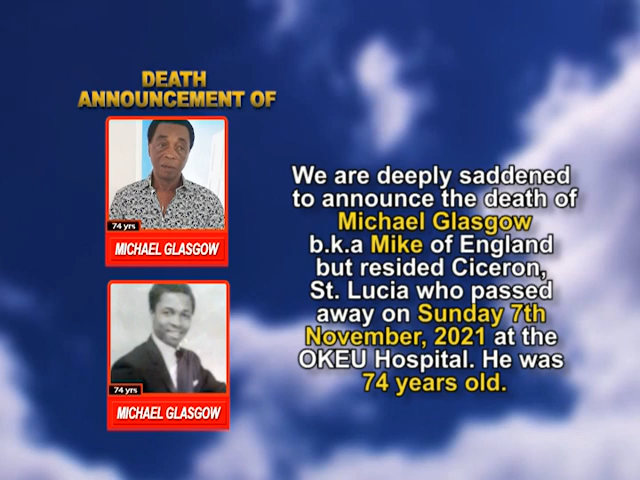 DEATH
ANNOUNCEMENT OF
74 yrs
MICHAEL GLASGOW
74 yrs
MICHAEL GLASGOW
We are deeply saddened
to announce the death of
Michael Glasgow
b.k.a Mike of England
but resided Ciceron,
St. Lucia who passed
away on Sunday 7th
November, 2021 at the
OKEU Hospital. He was
74 years old.